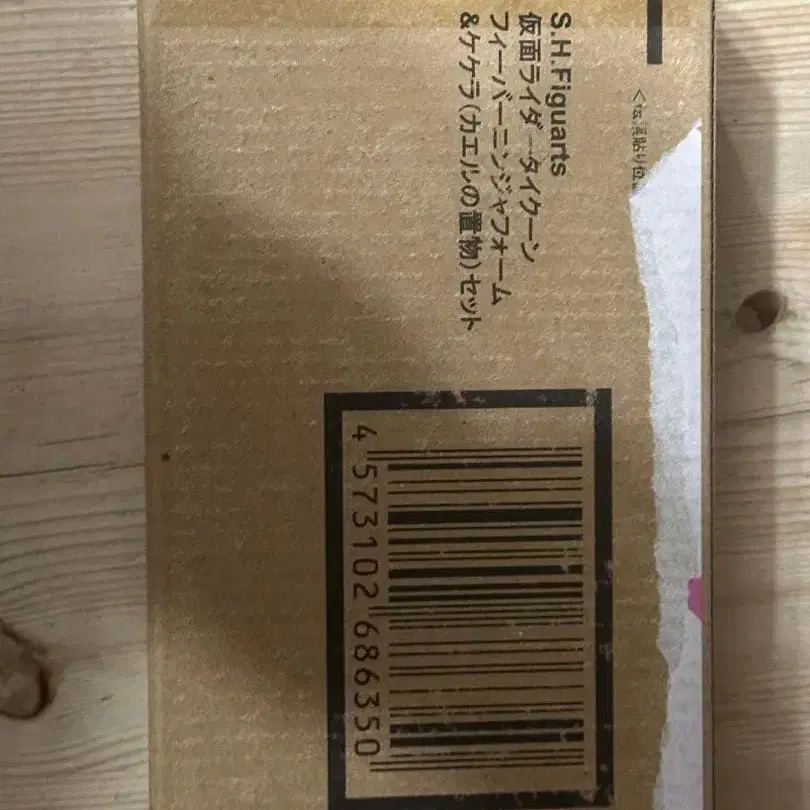 S.H.Figuarts
仮面ライダータイクーン
フィーバーニンジャフォーム
&ケケラ(カエルの置物)セット
4 573102 686350